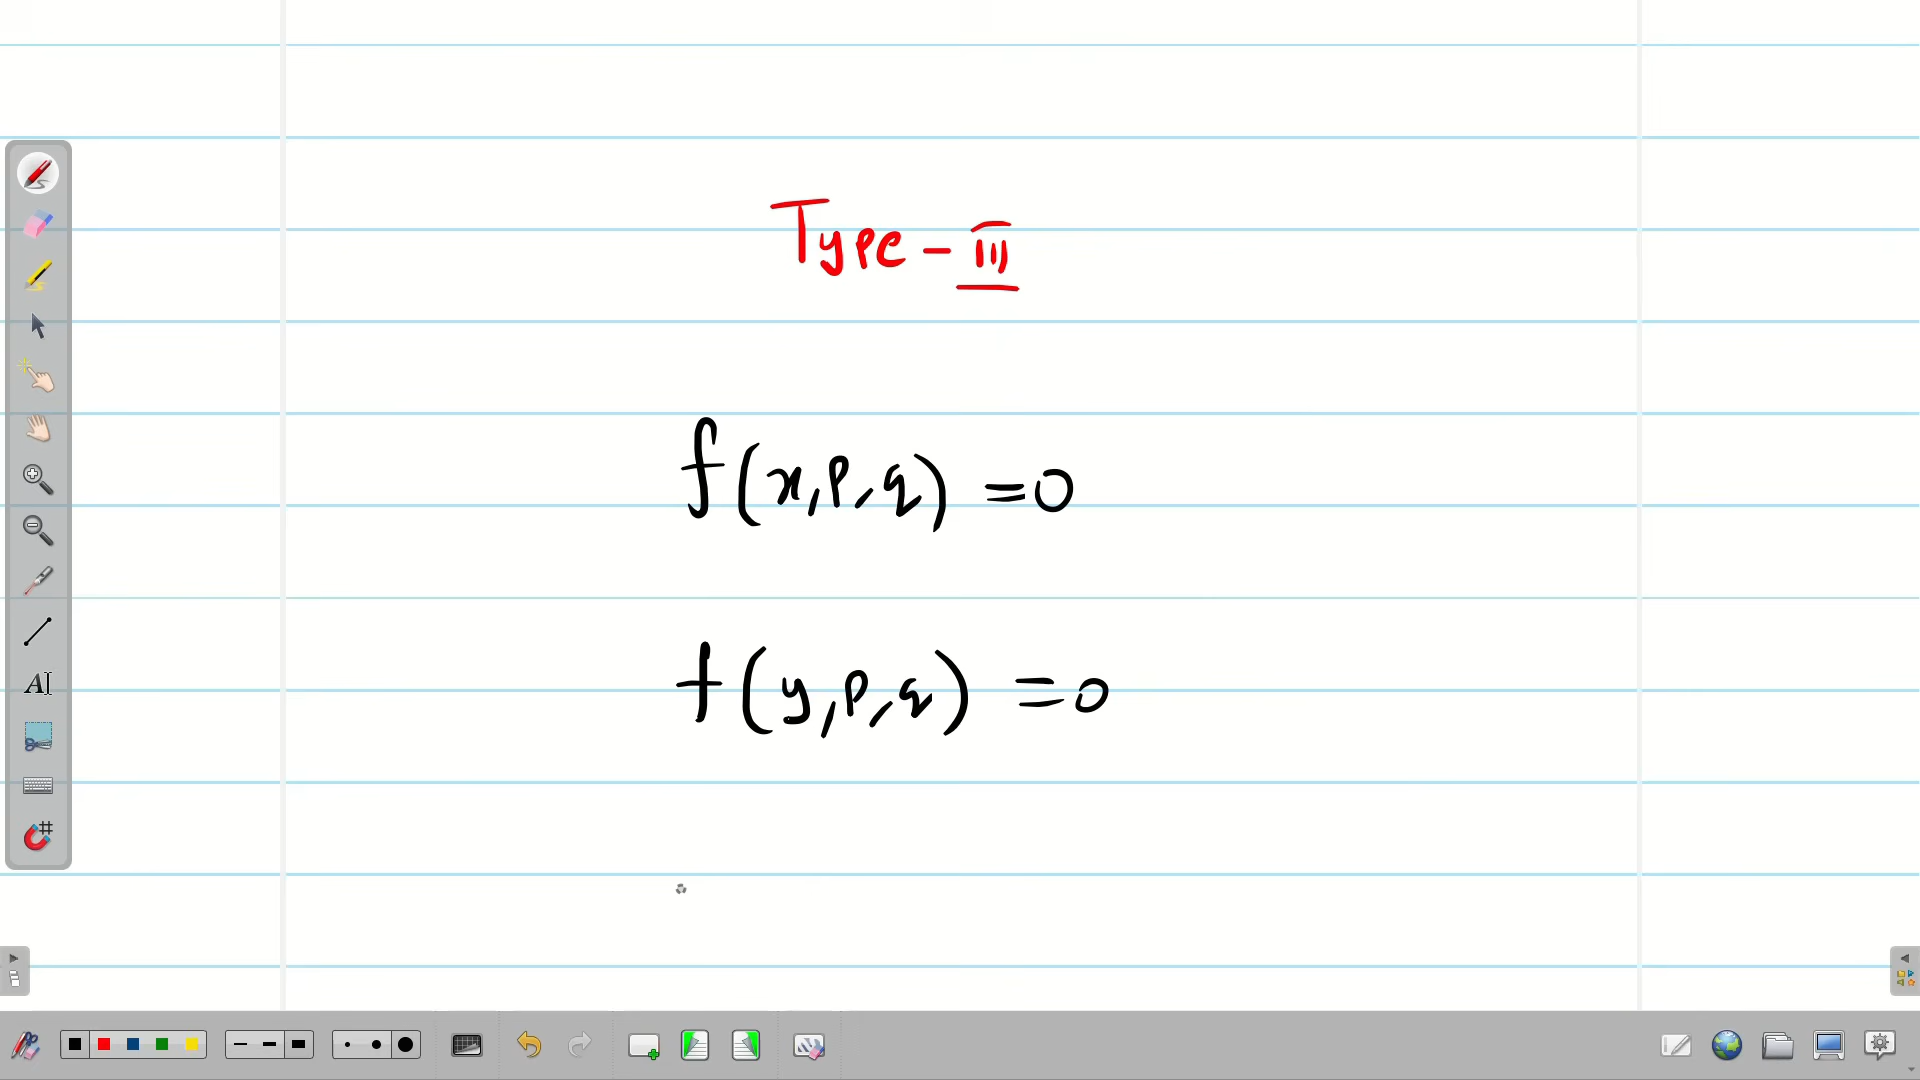 Type - III
f(x,p,q) =0
f(y,p,q) =0